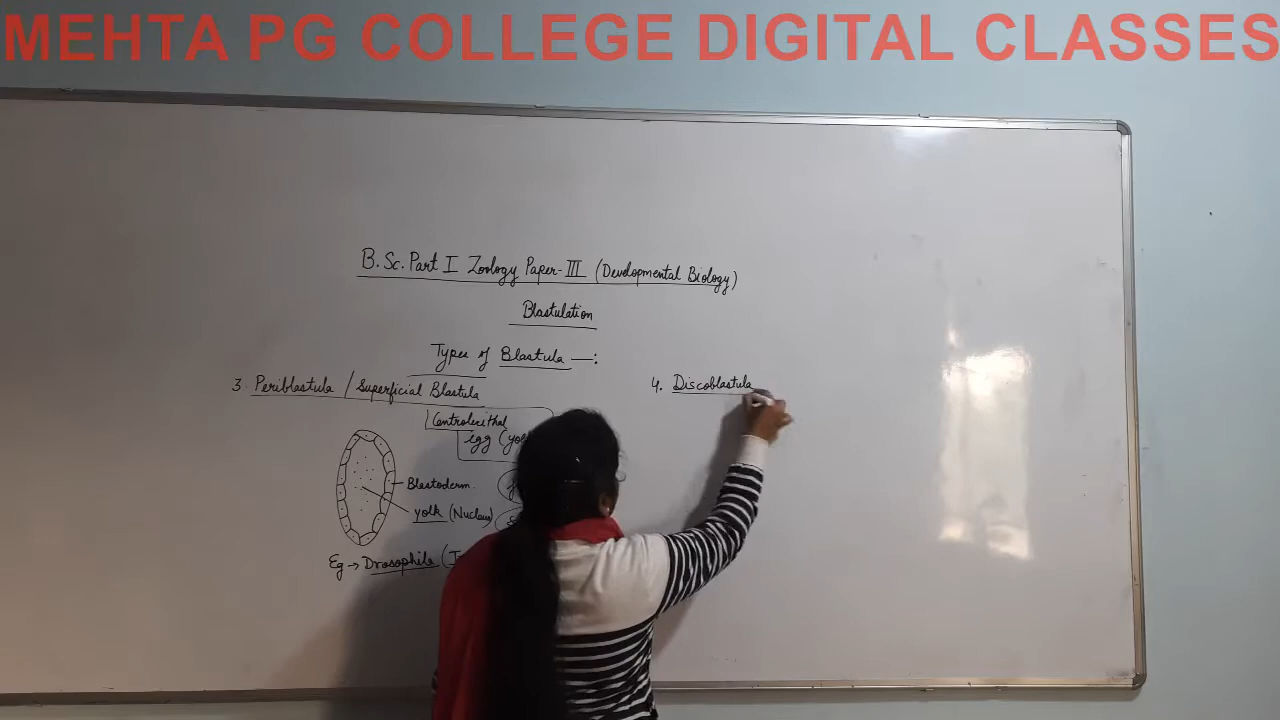 MEHTA PG COLLEGE DIGITAL CLASSES
B.Sc. Part I Zoology Paper-III (Developmental Biology)
Blastulation
Types of Blastula —:
3. Periblastula / Superficial Blastula
Centrolecithal
egg (yol
Blastoderm.
yolk (Nucleus)
Eg → Drosophila (I
4. Discoblastula